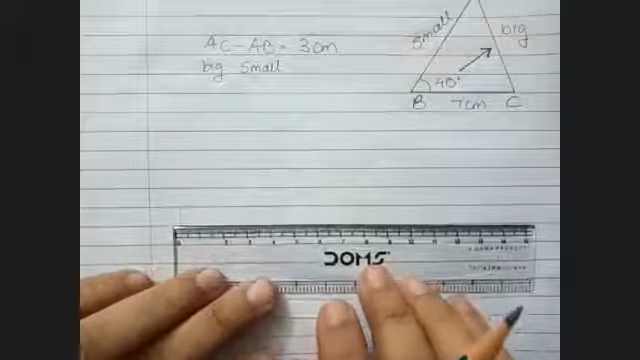 AC - AB = 3cm
big small
small
big
40°
B 7cm C
DOMS